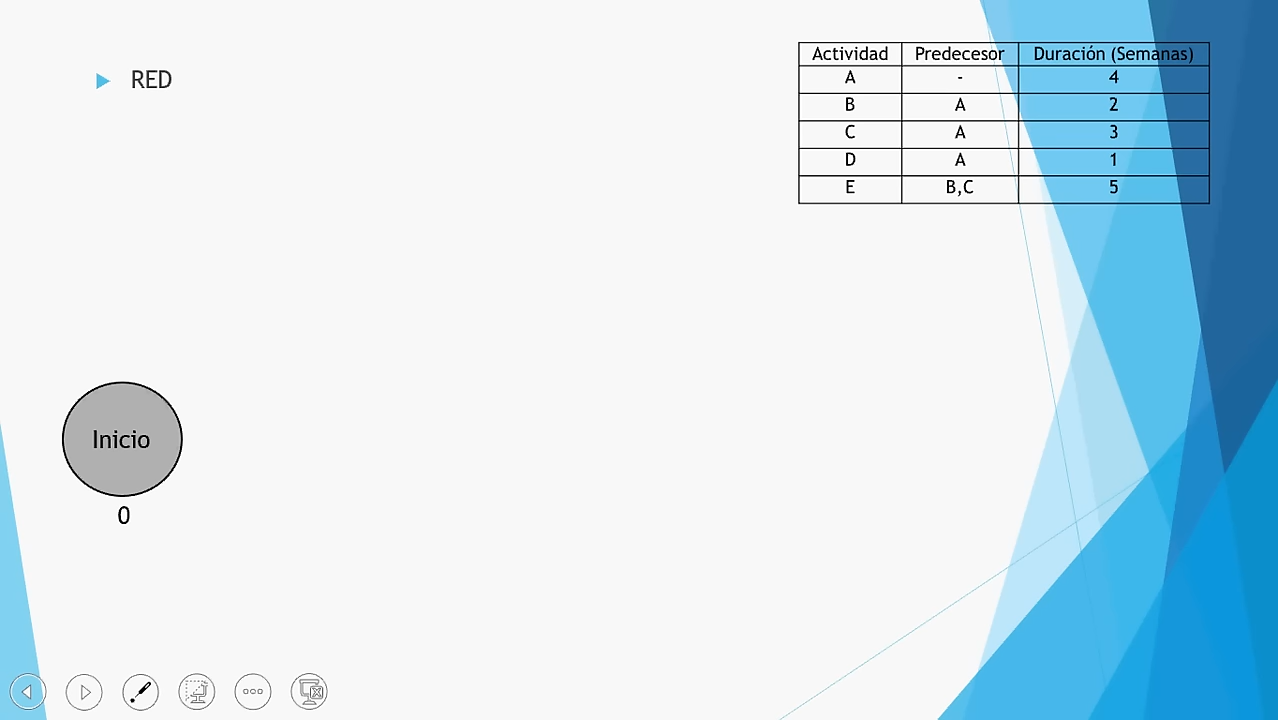 RED
Actividad Predecesor Duración (Semanas)
A - 4
B A 2
C A 3
D A 1
E B,C 5
Inicio
0